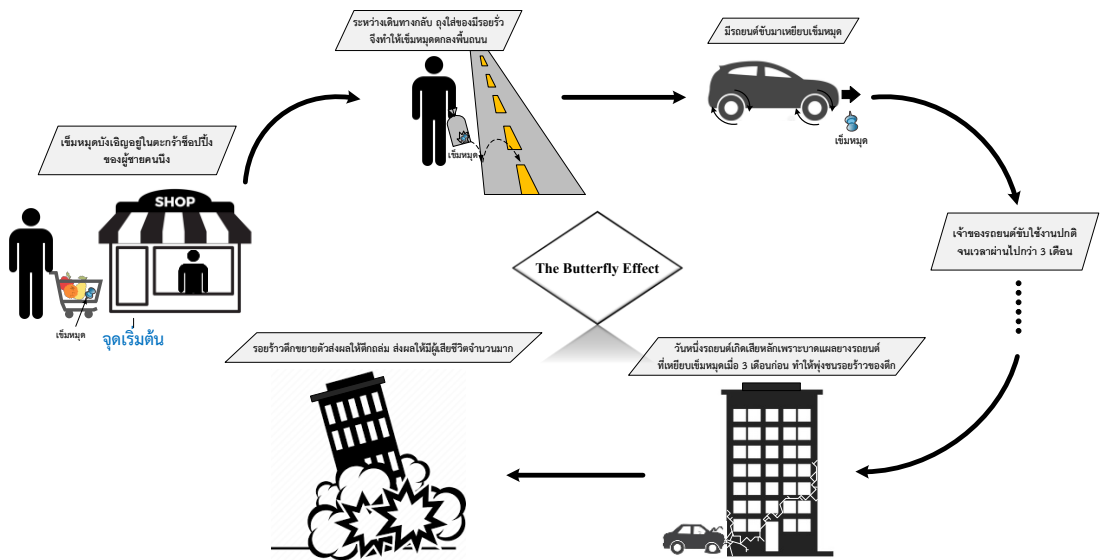 ระหว่างเดินทางกลับ ถุงใส่ของมีรอยรั่ว
จึงทำให้เข็มหมุดตกลงพื้นถนน
มีรถยนต์ขับมาเหยียบเข็มหมุด
เข็มหมุด
เข็มหมุด
เข็มหมุดบังเอิญอยู่ในตะกร้าช็อปปิ้ง
ของผู้ชายคนนึง
SHOP
เข็มหมุด
จุดเริ่มต้น
The Butterfly Effect
เจ้าของรถยนต์ขับใช้งานปกติ
จนเวลาผ่านไปกว่า 3 เดือน
รอยร้าวตึกขยายตัวส่งผลให้ตึกถล่ม ส่งผลให้มีผู้เสียชีวิตจำนวนมาก
วันหนึ่งรถยนต์เกิดเสียหลักเพราะบาดแผลยางรถยนต์
ที่เหยียบเข็มหมุดเมื่อ 3 เดือนก่อน ทำให้พุ่งชนรอยร้าวของตึก